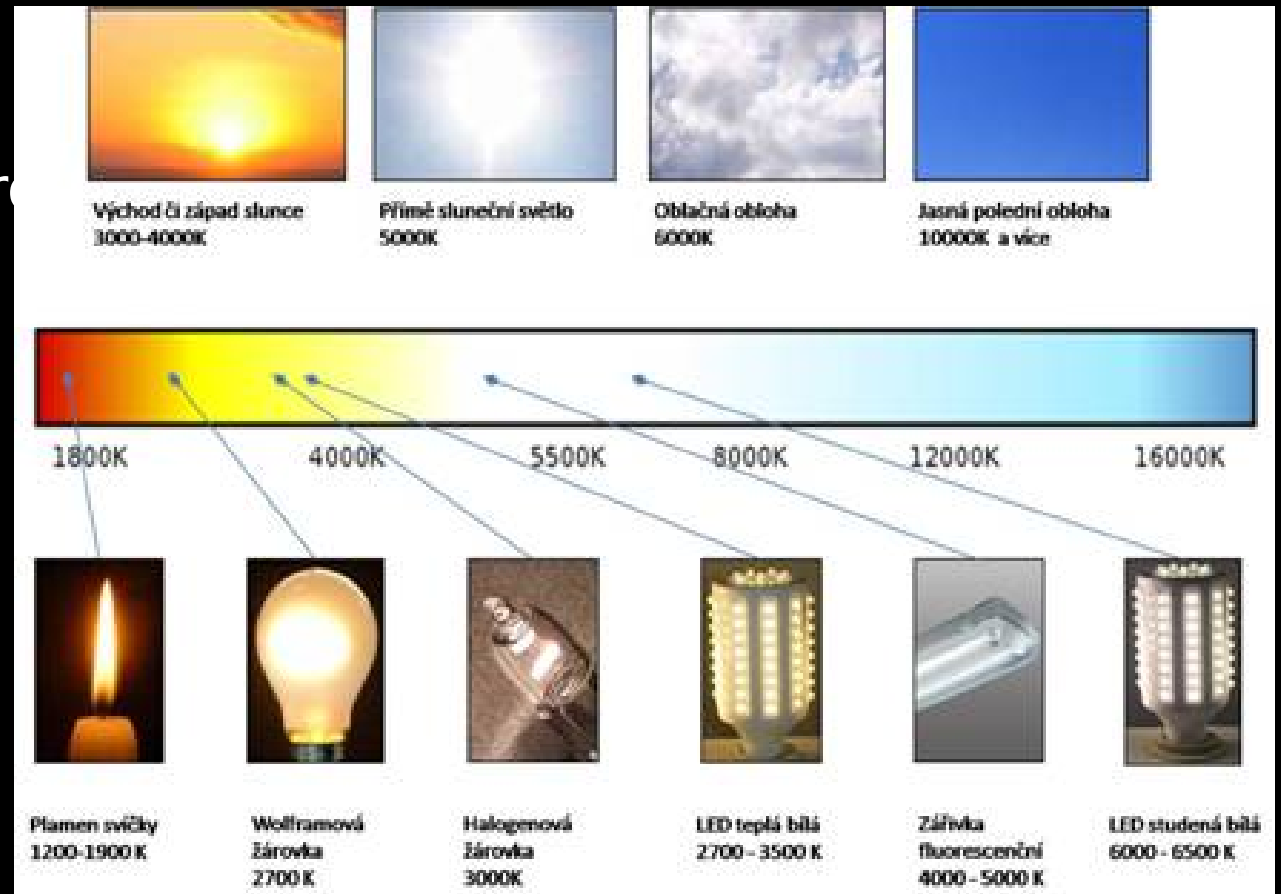 Východ či západ slunce
3000-4000K
Přímé sluneční světlo
5000K
Oblačná obloha
6000K
Jasná polední obloha
10000K a více
1800K 4000K 5500K 8000K 12000K 16000K
Plamen svíčky
1200-1900 K
Wolframová
žárovka
2700 K
Halogenová
žárovka
3000K
LED teplá bílá
2700 - 3500 K
Zářivka
fluorescenční
4000 - 5000 K
LED studená bílá
6000 - 6500 K